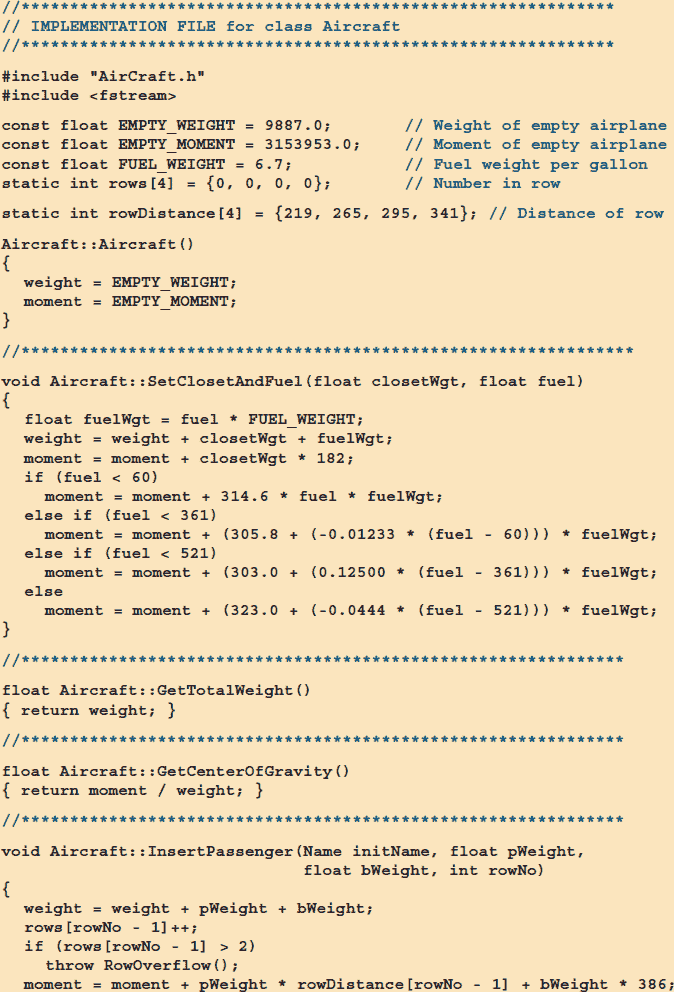 //*************************************************************
// IMPLEMENTATION FILE for class Aircraft
//*************************************************************
#include "AirCraft.h"
#include <fstream>
const float EMPTY_WEIGHT = 9887.0;        // Weight of empty airplane
const float EMPTY_MOMENT = 3153953.0;     // Moment of empty airplane
const float FUEL_WEIGHT = 6.7;            // Fuel weight per gallon
static int rows[4] = {0, 0, 0, 0};        // Number in row
static int rowDistance[4] = {219, 265, 295, 341}; // Distance of row
Aircraft::Aircraft()
{
  weight = EMPTY_WEIGHT;
  moment = EMPTY_MOMENT;
}
//***************************************************************
void Aircraft::SetClosetAndFuel(float closetWgt, float fuel)
{
  float fuelWgt = fuel * FUEL_WEIGHT;
  weight = weight + closetWgt + fuelWgt;
  moment = moment + closetWgt * 182;
  if (fuel < 60)
    moment = moment + 314.6 * fuel * fuelWgt;
  else if (fuel < 361)
    moment = moment + (305.8 + (-0.01233 * (fuel - 60))) * fuelWgt;
  else if (fuel < 521)
    moment = moment + (303.0 + (0.12500 * (fuel - 361))) * fuelWgt;
  else
    moment = moment + (323.0 + (-0.0444 * (fuel - 521))) * fuelWgt;
}
//**************************************************************
float Aircraft::GetTotalWeight()
{ return weight; }
//**************************************************************
float Aircraft::GetCenterOfGravity()
{ return moment / weight; }
//**************************************************************
void Aircraft::InsertPassenger(Name initName, float pWeight,
                               float bWeight, int rowNo)
{
  weight = weight + pWeight + bWeight;
  rows[rowNo - 1]++;
  if (rows[rowNo - 1] > 2)
    throw RowOverflow();
  moment = moment + pWeight * rowDistance[rowNo - 1] + bWeight * 386;